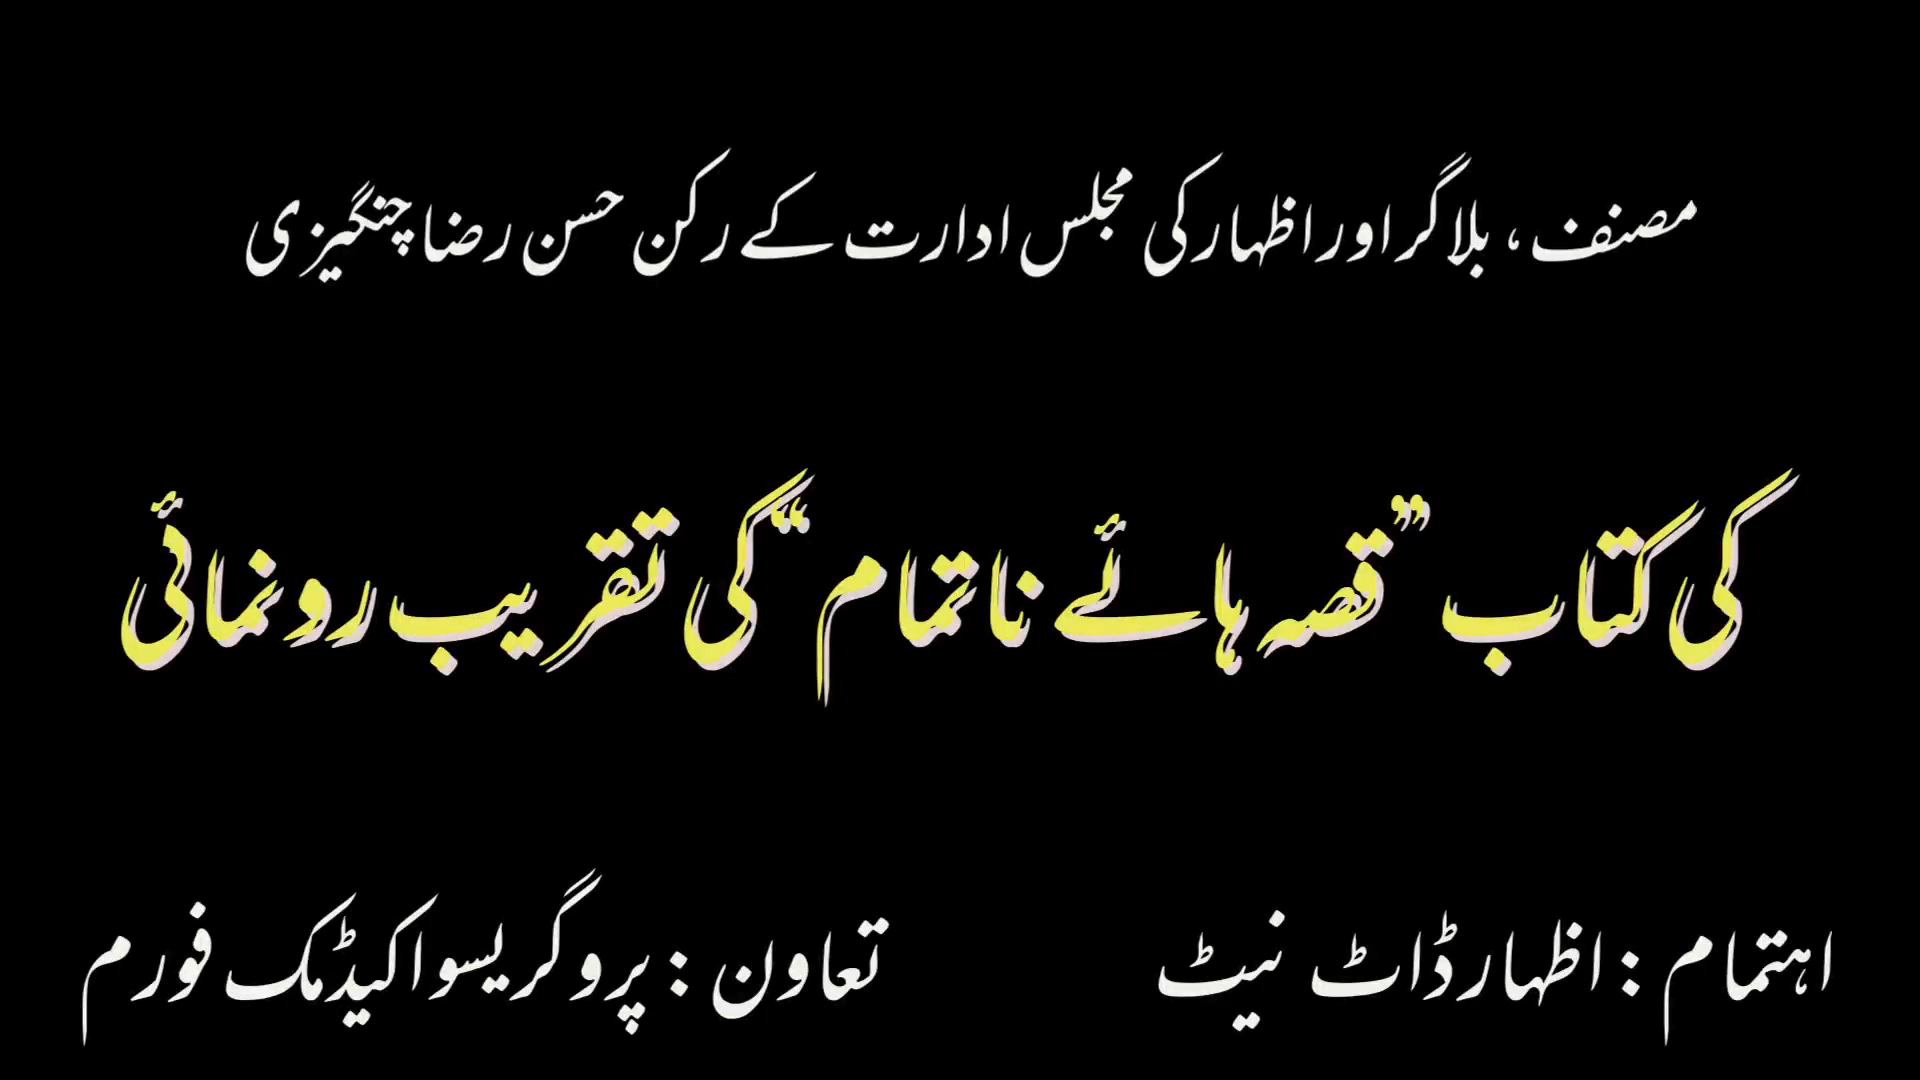 مصنف، بلاگر اور اظہار کی مجلس ادارت کے رکن حسن رضا چنگیزی
کی کتاب ”قصہ ہائے ناتمام“ کی تقریب رونمائی
اہتمام : اظہار ڈاٹ نیٹ تعاون : پروگریسو اکیڈمک فورم